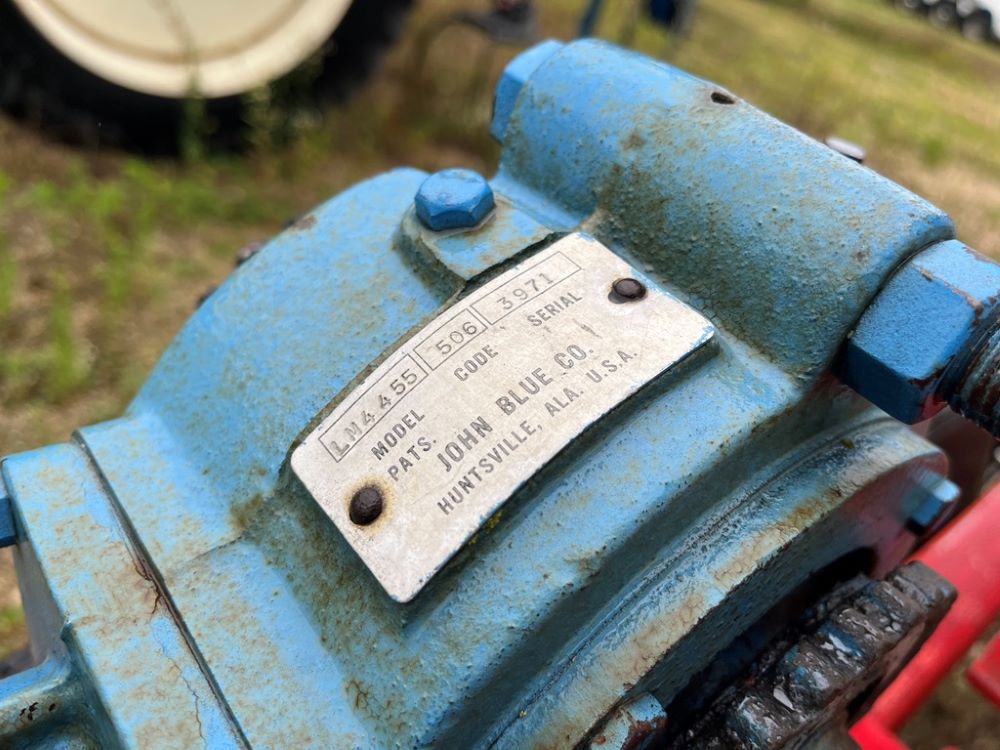 LM4455 506 3971
MODEL CODE SERIAL
PATS.
JOHN BLUE CO.
HUNTSVILLE, ALA. U.S.A.